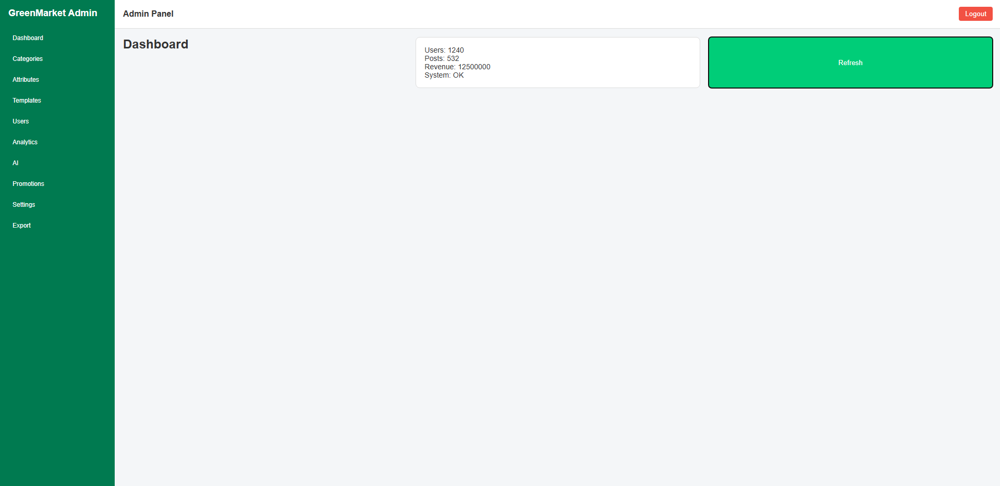 GreenMarket Admin
Dashboard
Categories
Attributes
Templates
Users
Analytics
AI
Promotions
Settings
Export
Admin Panel
Logout
Dashboard
Users: 1240
Posts: 532
Revenue: 12500000
System: OK
Refresh